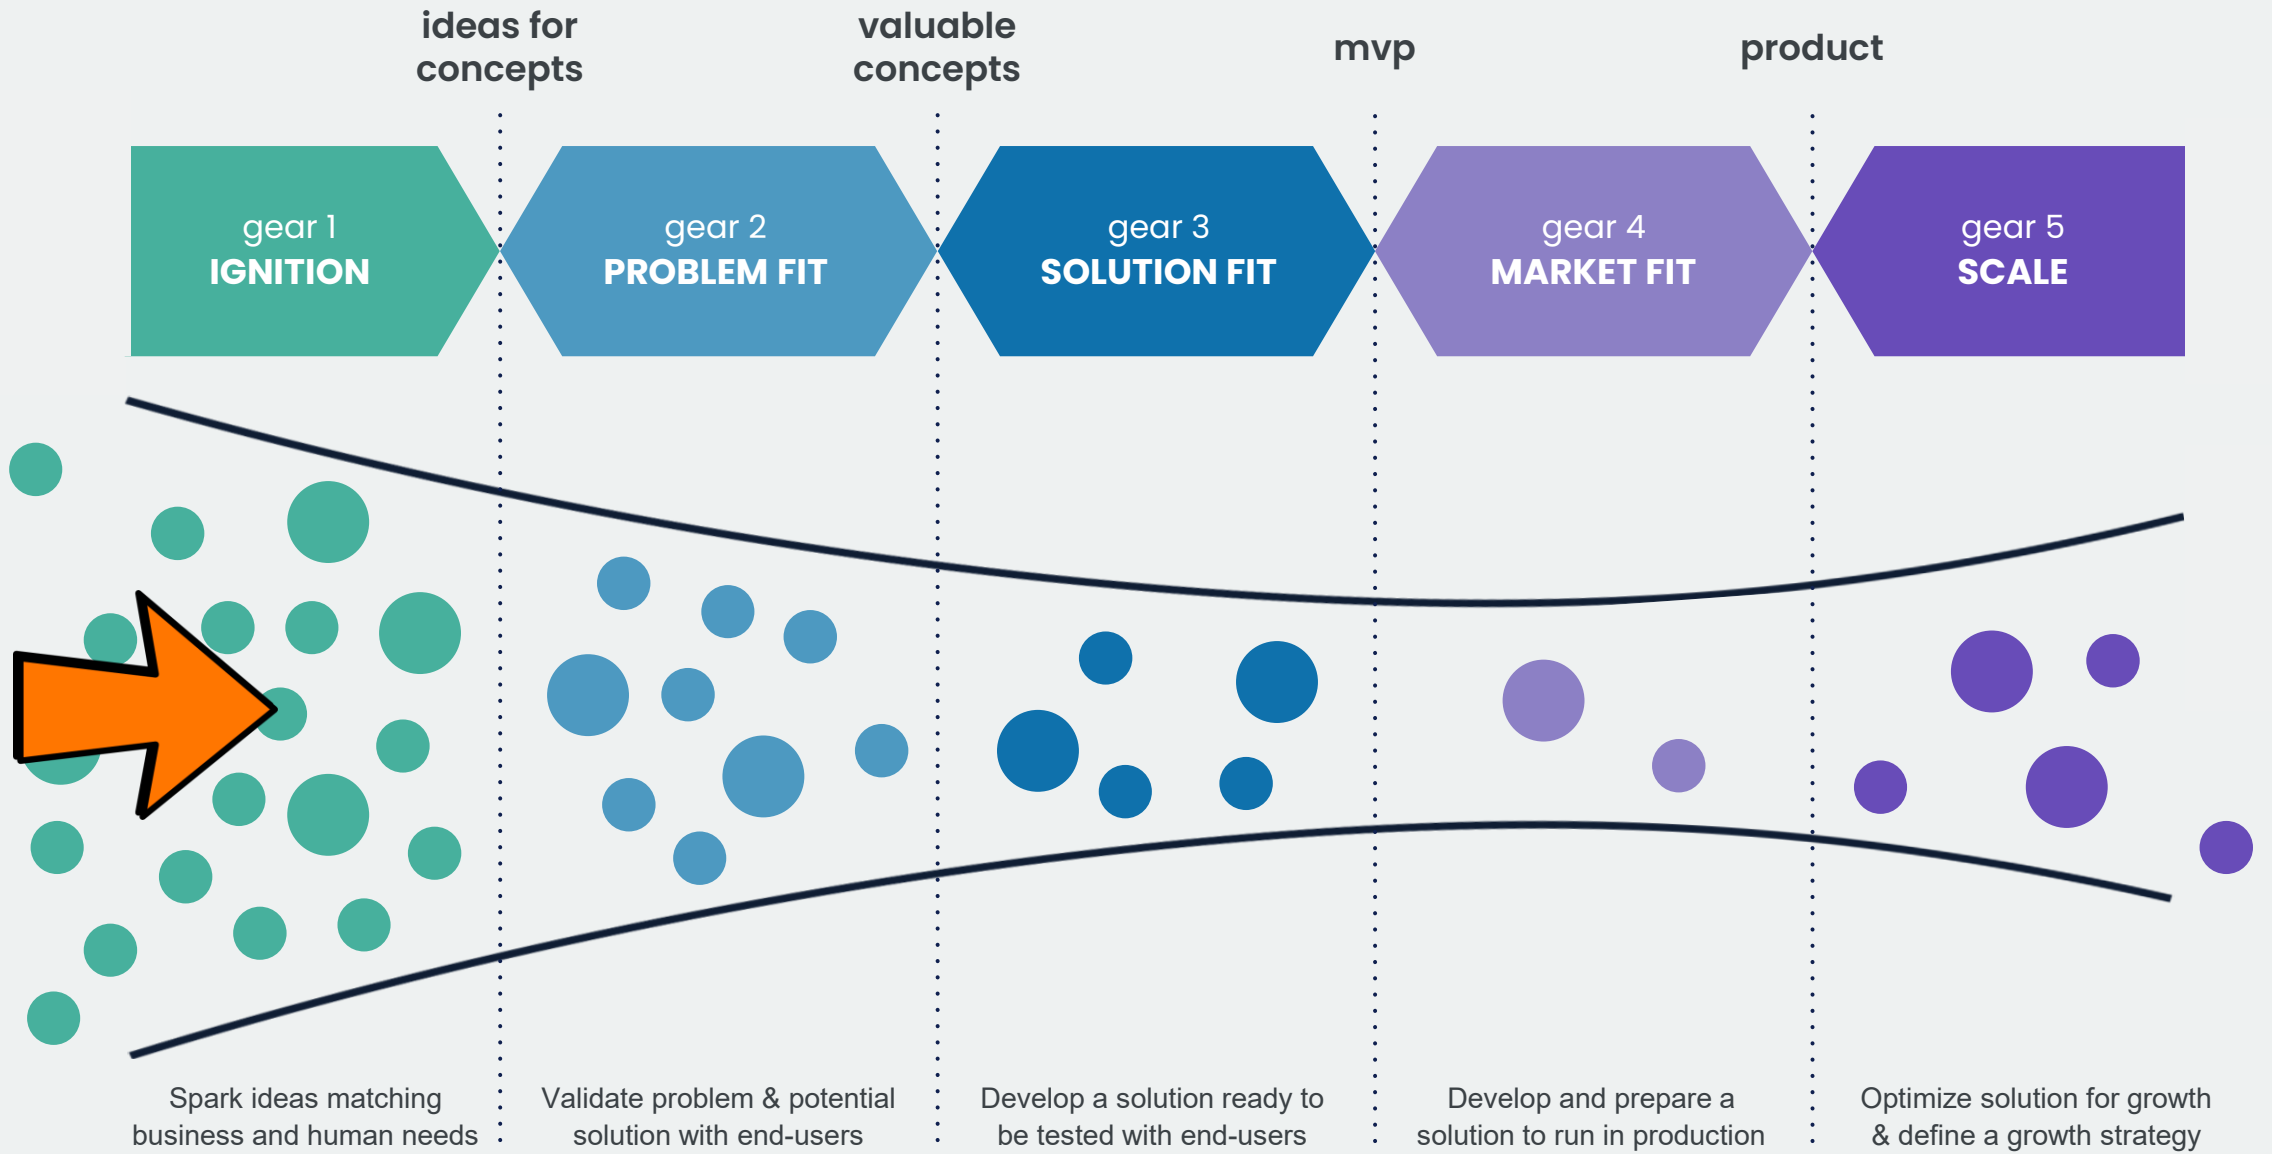 ideas for
concepts
valuable
concepts
mvp
product
gear 1
IGNITION
gear 2
PROBLEM FIT
gear 3
SOLUTION FIT
gear 4
MARKET FIT
gear 5
SCALE
Spark ideas matching
business and human needs
Validate problem & potential
solution with end-users
Develop a solution ready to
be tested with end-users
Develop and prepare a
solution to run in production
Optimize solution for growth
& define a growth strategy